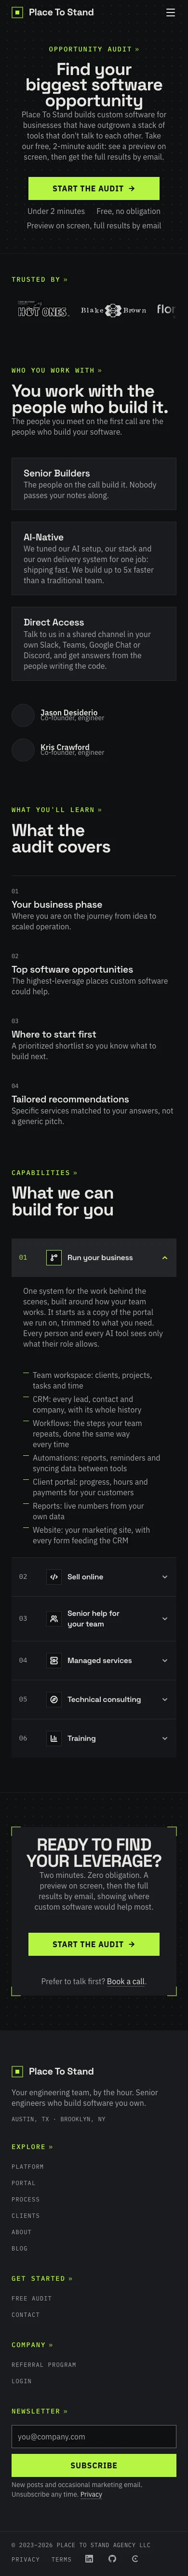 Place To Stand
OPPORTUNITY AUDIT »
Find your
biggest software
opportunity
Place To Stand builds custom software for
businesses that have outgrown a stack of
tools that don't talk to each other. Take
our free, 2-minute audit: see a preview on
screen, then get the full results by email.
START THE AUDIT →
Under 2 minutes Free, no obligation
Preview on screen, full results by email
TRUSTED BY »
HOT ONES.
Blake Brown
flor
WHO YOU WORK WITH »
You work with the
people who build it.
The people you meet on the first call are the
people who build your software.
Senior Builders
The people on the call build it. Nobody
passes your notes along.
AI-Native
We tuned our AI setup, our stack and
our own delivery system for one job:
shipping fast. We build up to 5x faster
than a traditional team.
Direct Access
Talk to us in a shared channel in your
own Slack, Teams, Google Chat or
Discord, and get answers from the
people writing the code.
Jason Desiderio
Co-founder, engineer
Kris Crawford
Co-founder, engineer
WHAT YOU'LL LEARN »
What the
audit covers
01
Your business phase
Where you are on the journey from idea to
scaled operation.
02
Top software opportunities
The highest-leverage places custom software
could help.
03
Where to start first
A prioritized shortlist so you know what to
build next.
04
Tailored recommendations
Specific services matched to your answers, not
a generic pitch.
CAPABILITIES »
What we can
build for you
01 Run your business
One system for the work behind the
scenes, built around how your team
works. It starts as a copy of the portal
we run on, trimmed to what you need.
Every person and every AI tool sees only
what their role allows.
— Team workspace: clients, projects,
tasks and time
— CRM: every lead, contact and
company, with its whole history
— Workflows: the steps your team
repeats, done the same way
every time
— Automations: reports, reminders and
syncing data between tools
— Client portal: progress, hours and
payments for your customers
— Reports: live numbers from your
own data
— Website: your marketing site, with
every form feeding the CRM
02 Sell online
03 Senior help for
your team
04 Managed services
05 Technical consulting
06 Training
READY TO FIND
YOUR LEVERAGE?
Two minutes. Zero obligation. A
preview on screen, then the full
results by email, showing where
custom software would help most.
START THE AUDIT →
Prefer to talk first? Book a call.
Place To Stand
Your engineering team, by the hour. Senior
engineers who build software you own.
AUSTIN, TX · BROOKLYN, NY
EXPLORE »
PLATFORM
PORTAL
PROCESS
CLIENTS
ABOUT
BLOG
GET STARTED »
FREE AUDIT
CONTACT
COMPANY »
REFERRAL PROGRAM
LOGIN
NEWSLETTER »
you@company.com
SUBSCRIBE
New posts and occasional marketing email.
Unsubscribe any time. Privacy
© 2023–2026 PLACE TO STAND AGENCY LLC
PRIVACY TERMS